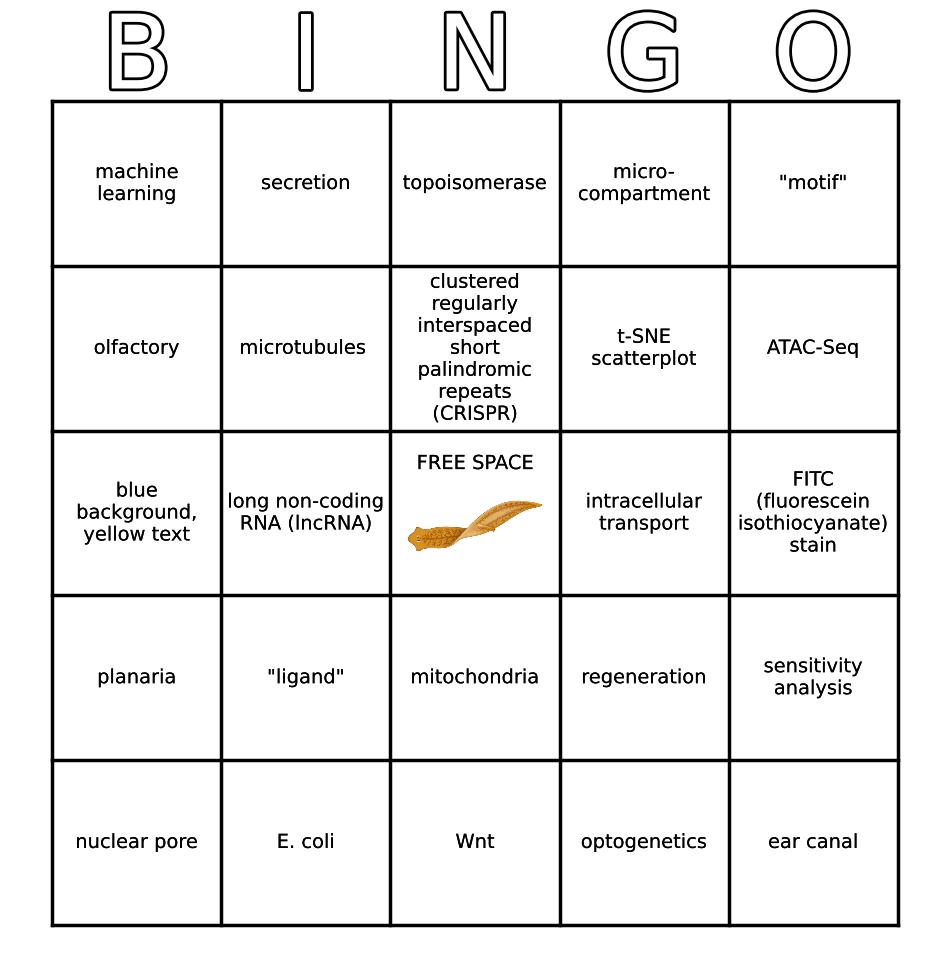 B I N G O
machine
learning
secretion
topoisomerase
micro-
compartment
"motif"
olfactory
microtubules
clustered
regularly
interspaced
short
palindromic
repeats
(CRISPR)
t-SNE
scatterplot
ATAC-Seq
blue
background,
yellow text
long non-coding
RNA (lncRNA)
FREE SPACE
intracellular
transport
FITC
(fluorescein
isothiocyanate)
stain
planaria
"ligand"
mitochondria
regeneration
sensitivity
analysis
nuclear pore
E. coli
Wnt
optogenetics
ear canal